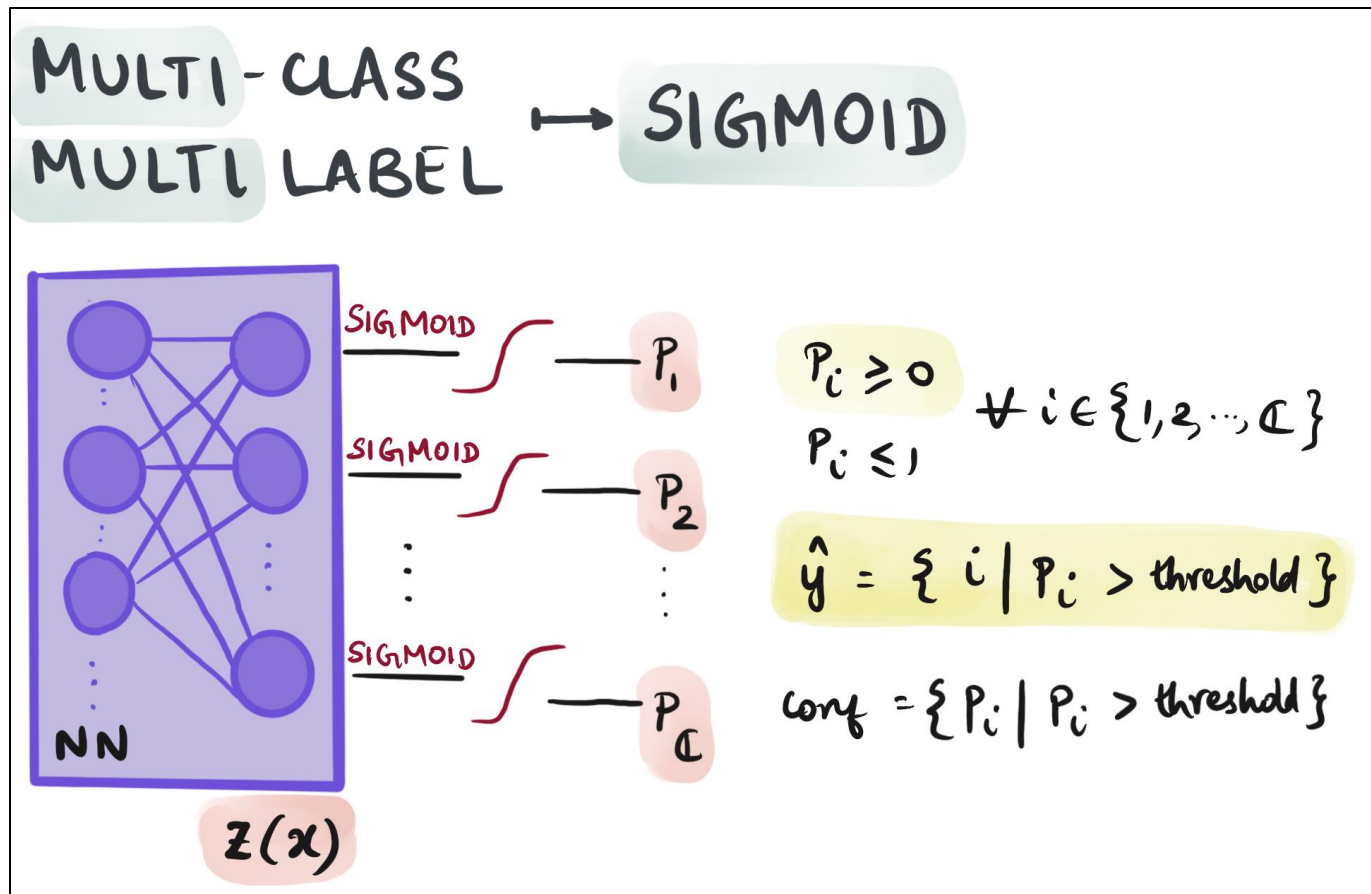 MULTI-CLASS
MULTI LABEL
↦ SIGMOID
SIGMOID
P₁
SIGMOID
P₂
SIGMOID
P_ℂ
NN
Z(x)
Pᵢ ⩾ 0
Pᵢ ⩽ 1
∀ i ∈ {1,2,..., ℂ}
ŷ = { i | Pᵢ > threshold }
conf = { Pᵢ | Pᵢ > threshold }